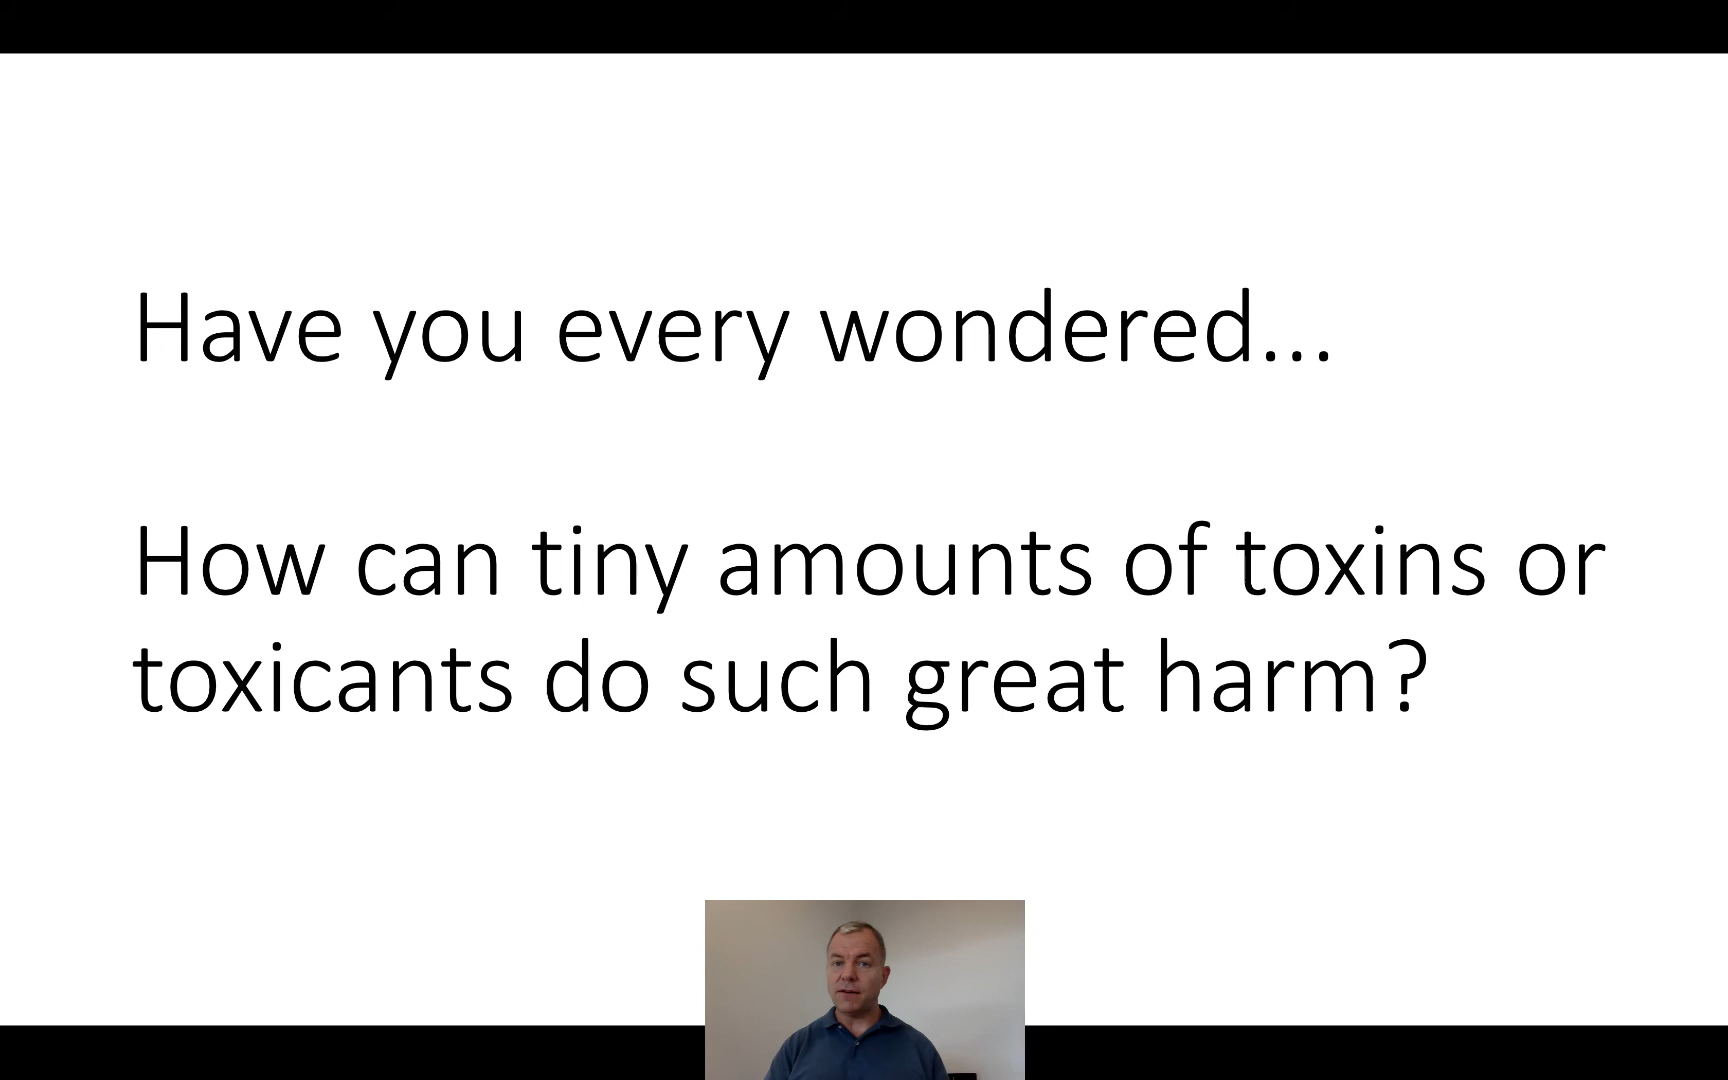 Have you every wondered...
How can tiny amounts of toxins or
toxicants do such great harm?